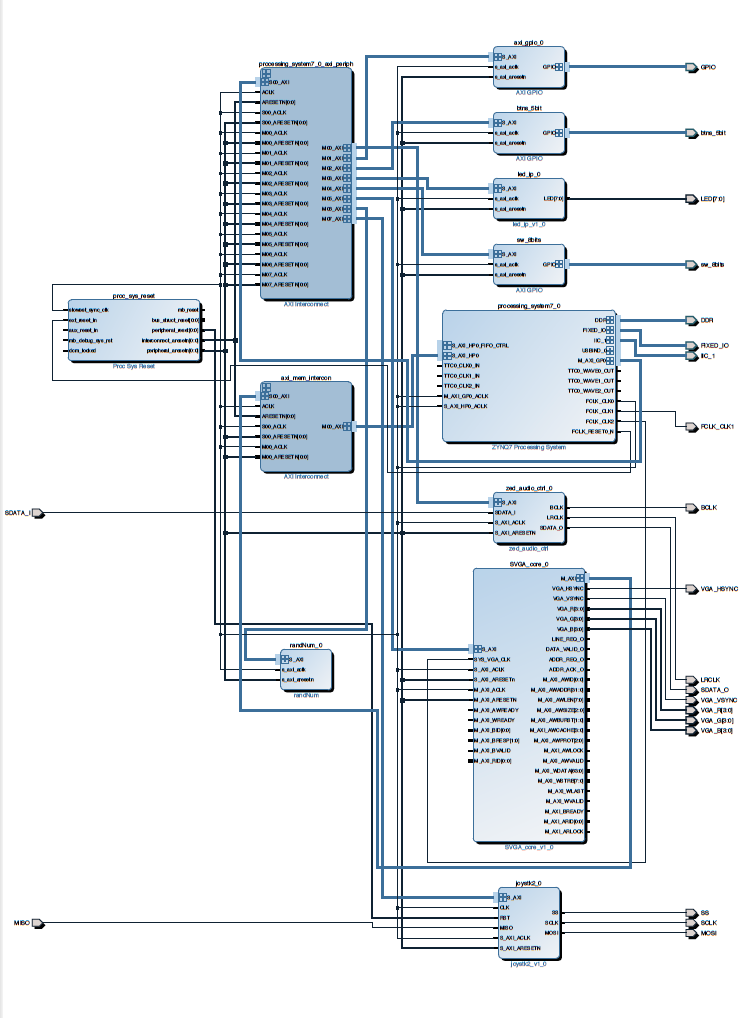 processing_system7_0_axi_periph
S00_AXI
ACLK
ARESETN[0:0]
S00_ACLK
S00_ARESETN[0:0]
M00_ACLK
M00_ARESETN[0:0]
M01_ACLK
M01_ARESETN[0:0]
M02_ACLK
M02_ARESETN[0:0]
M03_ACLK
M03_ARESETN[0:0]
M04_ACLK
M04_ARESETN[0:0]
M05_ACLK
M05_ARESETN[0:0]
M06_ACLK
M06_ARESETN[0:0]
M07_ACLK
M07_ARESETN[0:0]
M00_AXI
M01_AXI
M02_AXI
M03_AXI
M04_AXI
M05_AXI
M06_AXI
M07_AXI
AXI Interconnect
axi_gpio_0
S_AXI
s_axi_aclk
s_axi_aresetn
GPIO
AXI GPIO
GPIO
btns_5bit
S_AXI
s_axi_aclk
s_axi_aresetn
GPIO
AXI GPIO
btns_5bit
led_ip_0
S_AXI
s_axi_aclk
s_axi_aresetn
LED[7:0]
led_ip_v1_0
LED[7:0]
sw_8bits
S_AXI
s_axi_aclk
s_axi_aresetn
GPIO
AXI GPIO
sw_8bits
proc_sys_reset
slowest_sync_clk
ext_reset_in
aux_reset_in
mb_debug_sys_rst
dcm_locked
mb_reset
bus_struct_reset[0:0]
peripheral_reset[0:0]
interconnect_aresetn[0:0]
peripheral_aresetn[0:0]
Proc Sys Reset
processing_system7_0
S_AXI_HP0_FIFO_CTRL
S_AXI_HP0
TTC0_CLK0_IN
TTC0_CLK1_IN
TTC0_CLK2_IN
M_AXI_GP0_ACLK
S_AXI_HP0_ACLK
DDR
FIXED_IO
IIC_1
USBIND_0
M_AXI_GP0
TTC0_WAVE0_OUT
TTC0_WAVE1_OUT
TTC0_WAVE2_OUT
FCLK_CLK0
FCLK_CLK1
FCLK_CLK2
FCLK_RESET0_N
ZYNQ7 Processing System
DDR
FIXED_IO
IIC_1
FCLK_CLK1
axi_mem_intercon
S00_AXI
ACLK
ARESETN[0:0]
S00_ACLK
S00_ARESETN[0:0]
M00_ACLK
M00_ARESETN[0:0]
M00_AXI
AXI Interconnect
zed_audio_ctrl_0
S_AXI
SDATA_I
S_AXI_ACLK
S_AXI_ARESETN
BCLK
LRCLK
SDATA_O
zed_audio_ctrl
SDATA_I
BCLK
SVGA_core_0
S_AXI
SYS_VGA_CLK
S_AXI_ACLK
S_AXI_ARESETn
M_AXI_ACLK
M_AXI_ARESETN
M_AXI_AWREADY
M_AXI_WREADY
M_AXI_BID[0:0]
M_AXI_BRESP[1:0]
M_AXI_BVALID
M_AXI_RID[0:0]
M_AXI
VGA_HSYNC
VGA_VSYNC
VGA_R[3:0]
VGA_G[3:0]
VGA_B[3:0]
LINE_REQ_O
DATA_VALID_O
ADDR_REQ_O
ADDR_ACK_O
M_AXI_AWID[0:0]
M_AXI_AWADDR[31:0]
M_AXI_AWLEN[7:0]
M_AXI_AWSIZE[2:0]
M_AXI_AWBURST[1:0]
M_AXI_AWCACHE[3:0]
M_AXI_AWPROT[2:0]
M_AXI_AWLOCK
M_AXI_AWVALID
M_AXI_WDATA[63:0]
M_AXI_WSTRB[7:0]
M_AXI_WLAST
M_AXI_WVALID
M_AXI_BREADY
M_AXI_ARID[0:0]
M_AXI_ARLOCK
SVGA_core_v1_0
VGA_HSYNC
LRCLK
SDATA_O
VGA_VSYNC
VGA_R[3:0]
VGA_G[3:0]
VGA_B[3:0]
randNum_0
S_AXI
s_axi_aclk
s_axi_aresetn
randNum
joystk2_0
S_AXI
CLK
RST
MISO
S_AXI_ACLK
S_AXI_ARESETN
SS
SCLK
MOSI
joystk2_v1_0
MISO
SS
SCLK
MOSI